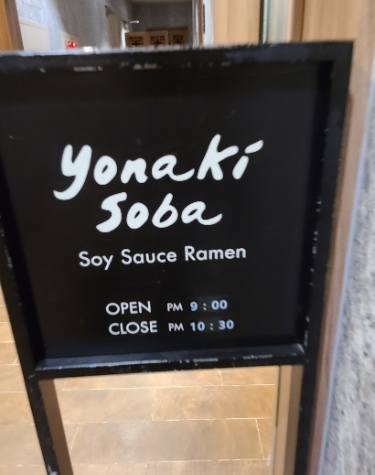 yonaki
soba
Soy Sauce Ramen
OPEN PM 9 : 00
CLOSE PM 10 : 30